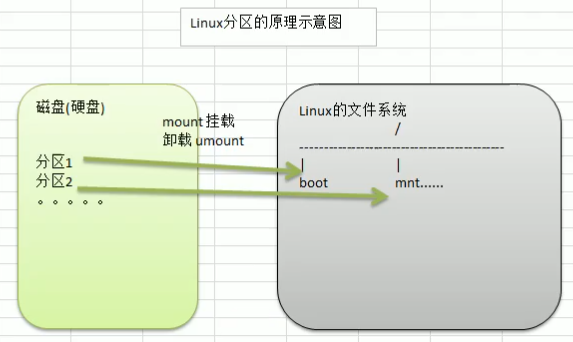 Linux分区的原理示意图
磁盘(硬盘)
mount 挂载
卸载 umount
分区1
分区2
。。。。。
Linux的文件系统
/
-----------------------------------------
| |
boot mnt......